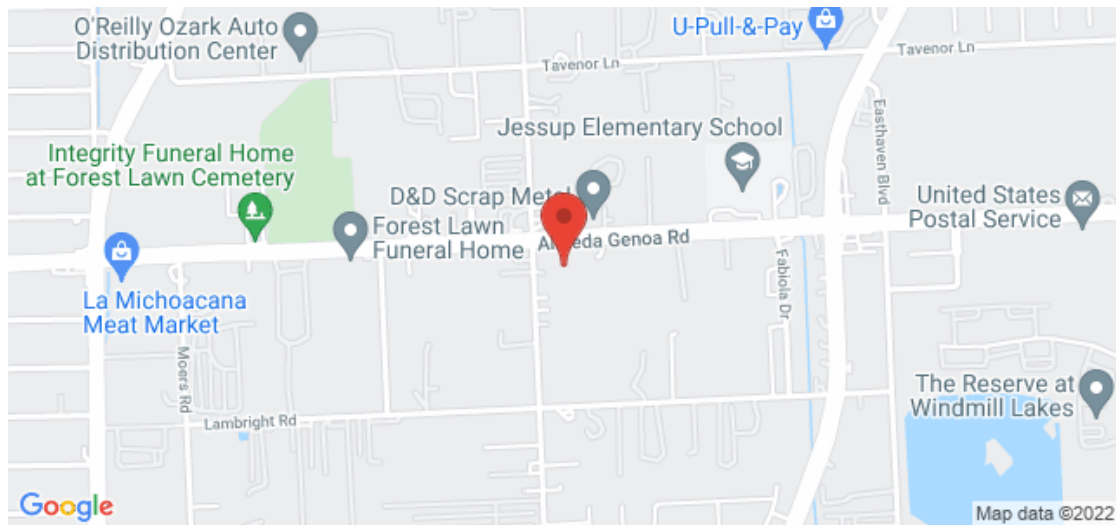 O'Reilly Ozark Auto
Distribution Center
U-Pull-&-Pay
Tavenor Ln
Tavenor Ln
Easthaven Blvd
Jessup Elementary School
Integrity Funeral Home
at Forest Lawn Cemetery
D&D Scrap Metal
United States
Postal Service
Forest Lawn
Funeral Home
Genoa Rd
La Michoacana
Meat Market
Fabiola Dr
Moers Rd
The Reserve at
Windmill Lakes
Lambright Rd
Google
Map data ©2022